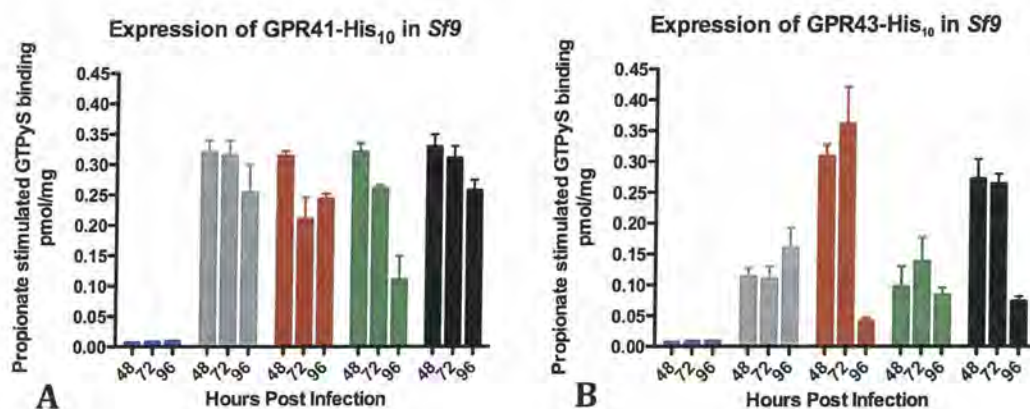 Expression of GPR41-His₁₀ in Sf9
Propionate stimulated GTPyS binding
pmol/mg
0.45
0.40
0.35
0.30
0.25
0.20
0.15
0.10
0.05
0.00
48 72 96 48 72 96 48 72 96 48 72 96 48 72 96
Hours Post Infection
A
Expression of GPR43-His₁₀ in Sf9
Propionate stimulated GTPyS binding
pmol/mg
0.45
0.40
0.35
0.30
0.25
0.20
0.15
0.10
0.05
0.00
48 72 96 48 72 96 48 72 96 48 72 96 48 72 96
Hours Post Infection
B